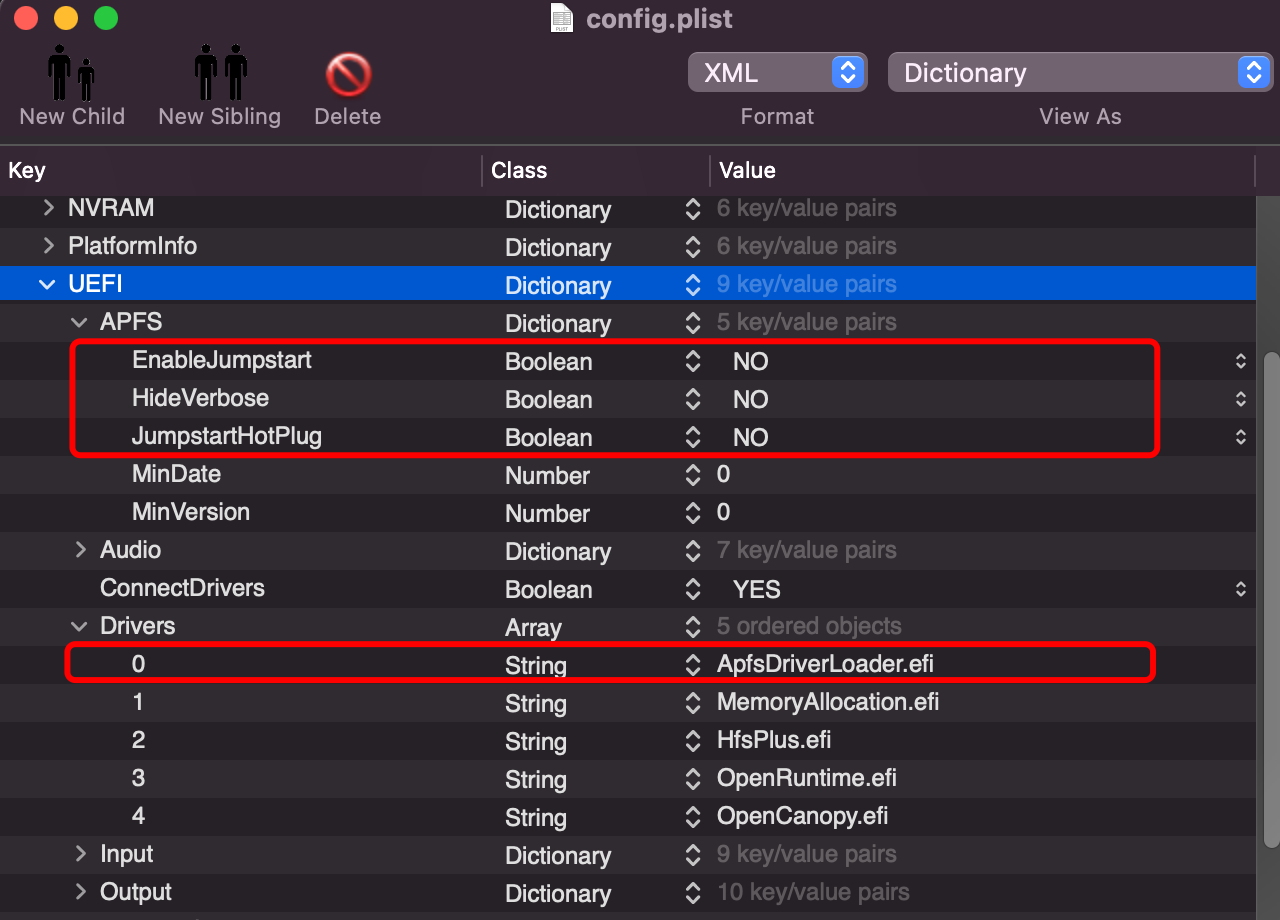 config.plist
New Child New Sibling Delete XML Format Dictionary View As
Key Class Value
NVRAM Dictionary 6 key/value pairs
PlatformInfo Dictionary 6 key/value pairs
UEFI Dictionary 9 key/value pairs
APFS Dictionary 5 key/value pairs
EnableJumpstart Boolean NO
HideVerbose Boolean NO
JumpstartHotPlug Boolean NO
MinDate Number 0
MinVersion Number 0
Audio Dictionary 7 key/value pairs
ConnectDrivers Boolean YES
Drivers Array 5 ordered objects
0 String ApfsDriverLoader.efi
1 String MemoryAllocation.efi
2 String HfsPlus.efi
3 String OpenRuntime.efi
4 String OpenCanopy.efi
Input Dictionary 9 key/value pairs
Output Dictionary 10 key/value pairs